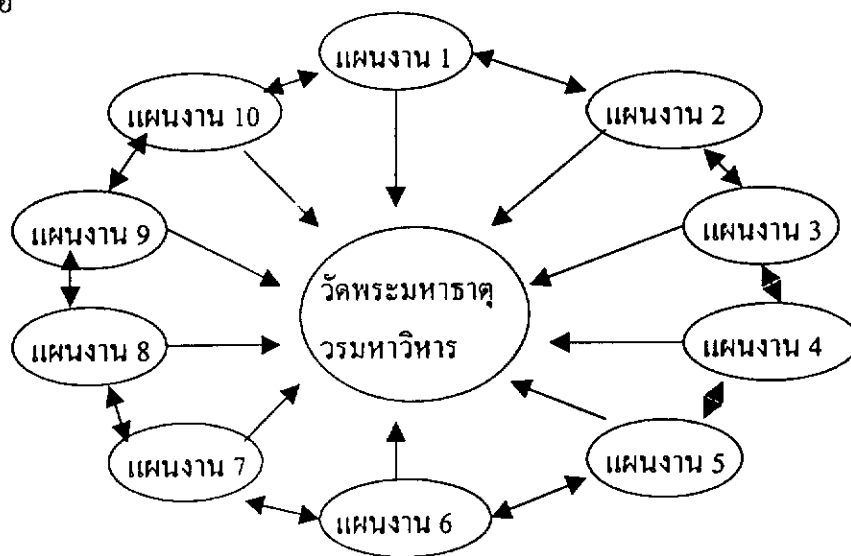 แผนงาน 1
แผนงาน 2
แผนงาน 3
แผนงาน 4
แผนงาน 5
แผนงาน 6
แผนงาน 7
แผนงาน 8
แผนงาน 9
แผนงาน 10
วัดพระมหาธาตุ
วรมหาวิหาร